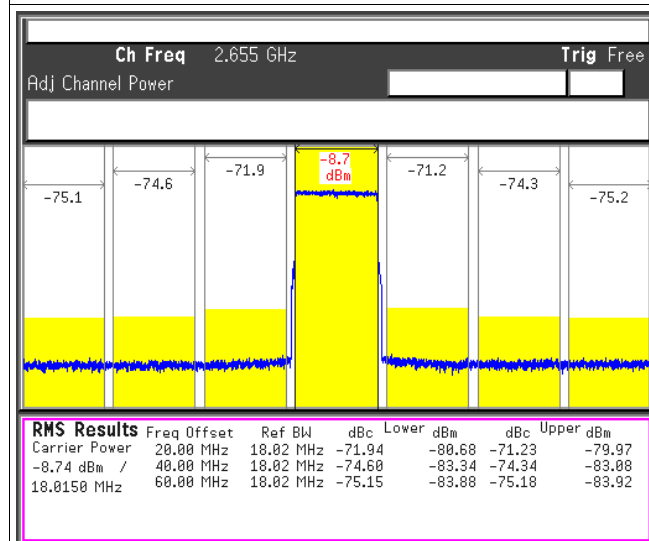 Ch Freq 2.655 GHz Trig Free
Adj Channel Power
-75.1 -74.6 -71.9 -8.7 dBm -71.2 -74.3 -75.2
RMS Results Freq Offset Ref BW dBc Lower dBm dBc Upper dBm
Carrier Power 20.00 MHz 18.02 MHz -71.94 -80.68 -71.23 -79.97
-8.74 dBm / 40.00 MHz 18.02 MHz -74.60 -83.34 -74.34 -83.08
18.0150 MHz 60.00 MHz 18.02 MHz -75.15 -83.88 -75.18 -83.92